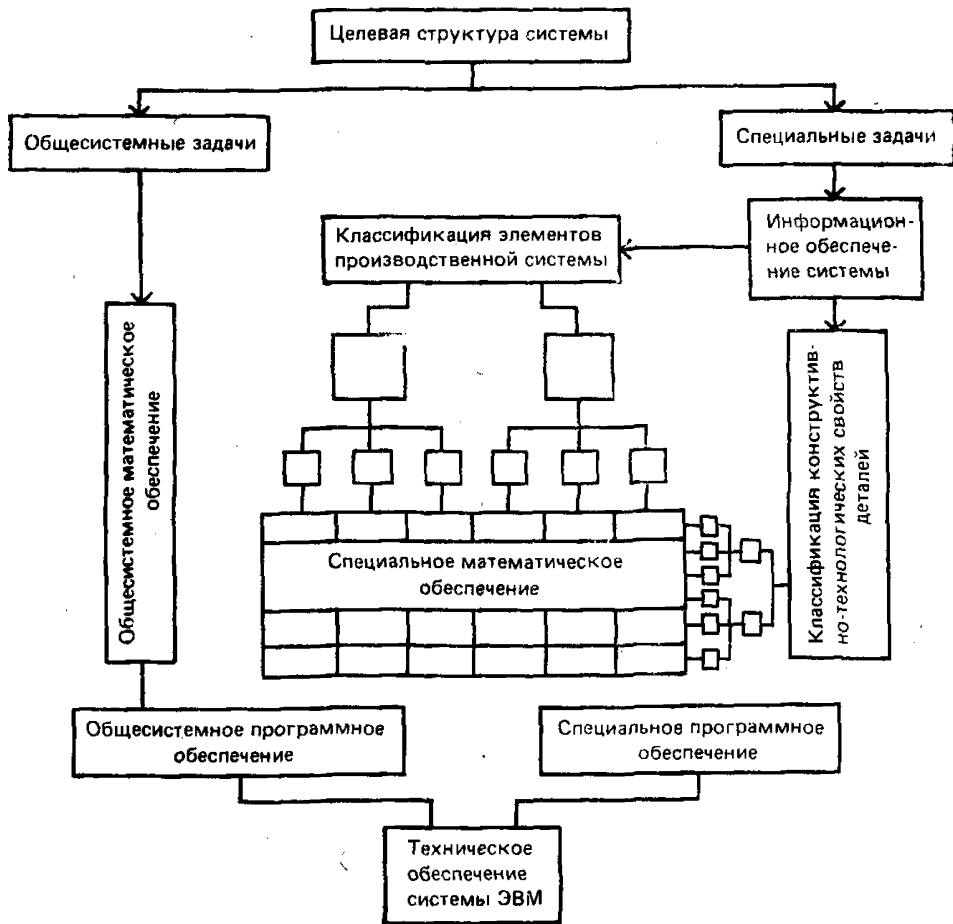 Целевая структура системы
Общесистемные задачи
Специальные задачи
Классификация элементов
производственной системы
Информацион-
ное обеспече-
ние системы
Общесистемное математическое
обеспечение
Классификация конструктив-
но-технологических свойств
деталей
Специальное математическое
обеспечение
Общесистемное программное
обеспечение
Специальное программное
обеспечение
Техническое
обеспечение
системы ЭВМ